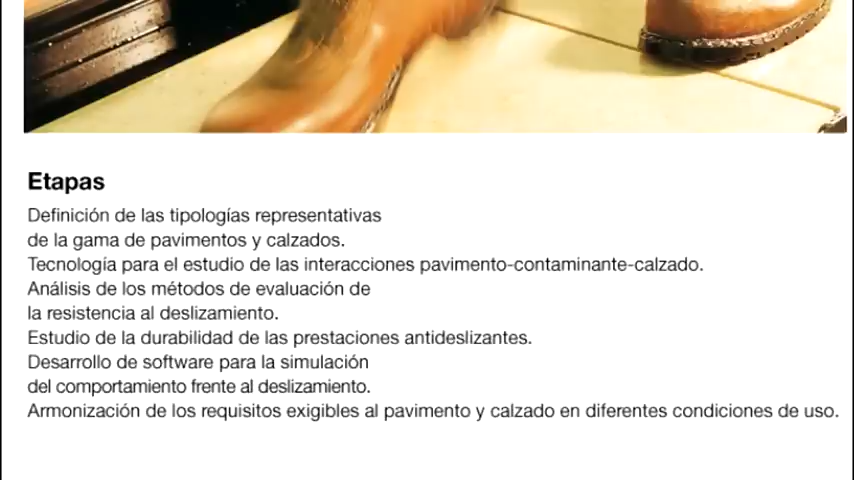 Etapas
Definición de las tipologías representativas
de la gama de pavimentos y calzados.
Tecnología para el estudio de las interacciones pavimento-contaminante-calzado.
Análisis de los métodos de evaluación de
la resistencia al deslizamiento.
Estudio de la durabilidad de las prestaciones antideslizantes.
Desarrollo de software para la simulación
del comportamiento frente al deslizamiento.
Armonización de los requisitos exigibles al pavimento y calzado en diferentes condiciones de uso.